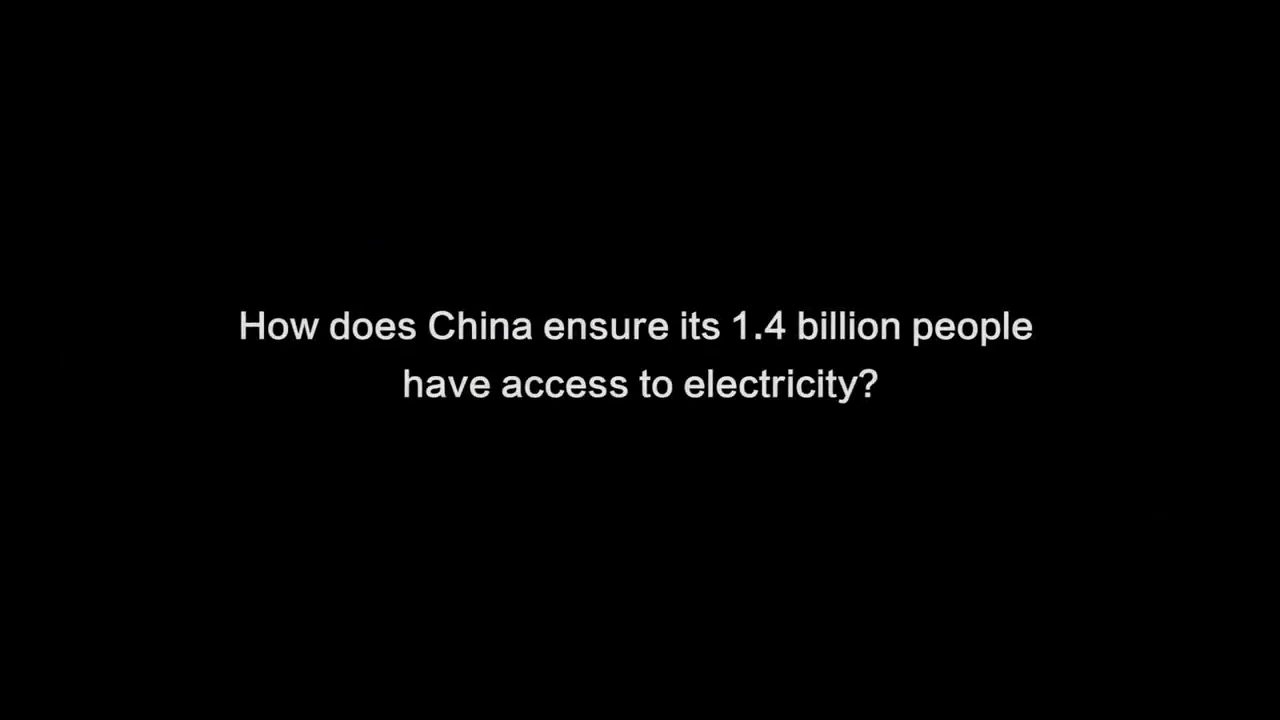 How does China ensure its 1.4 billion people
have access to electricity?